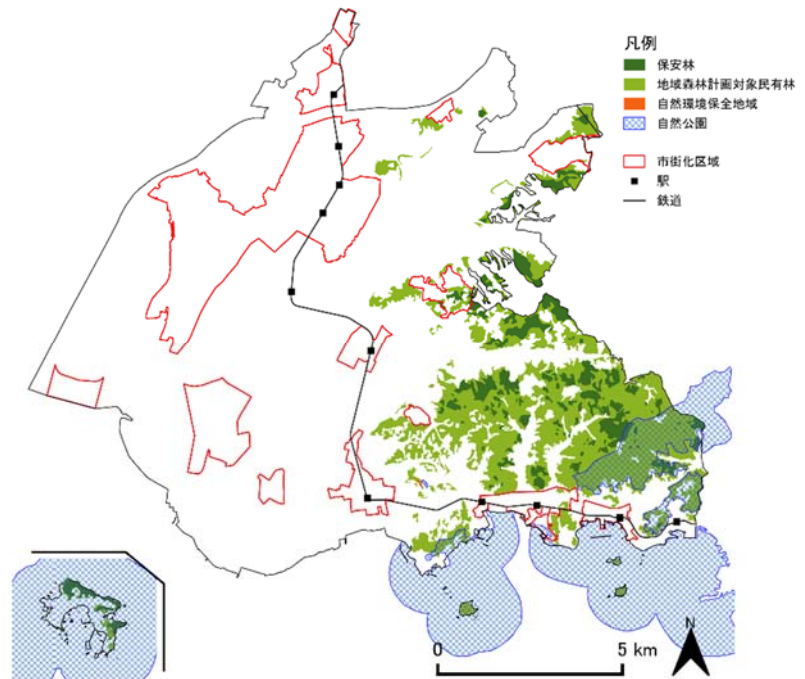 凡例
保安林
地域森林計画対象民有林
自然環境保全地域
自然公園
市街化区域
駅
鉄道
N
0 5 km